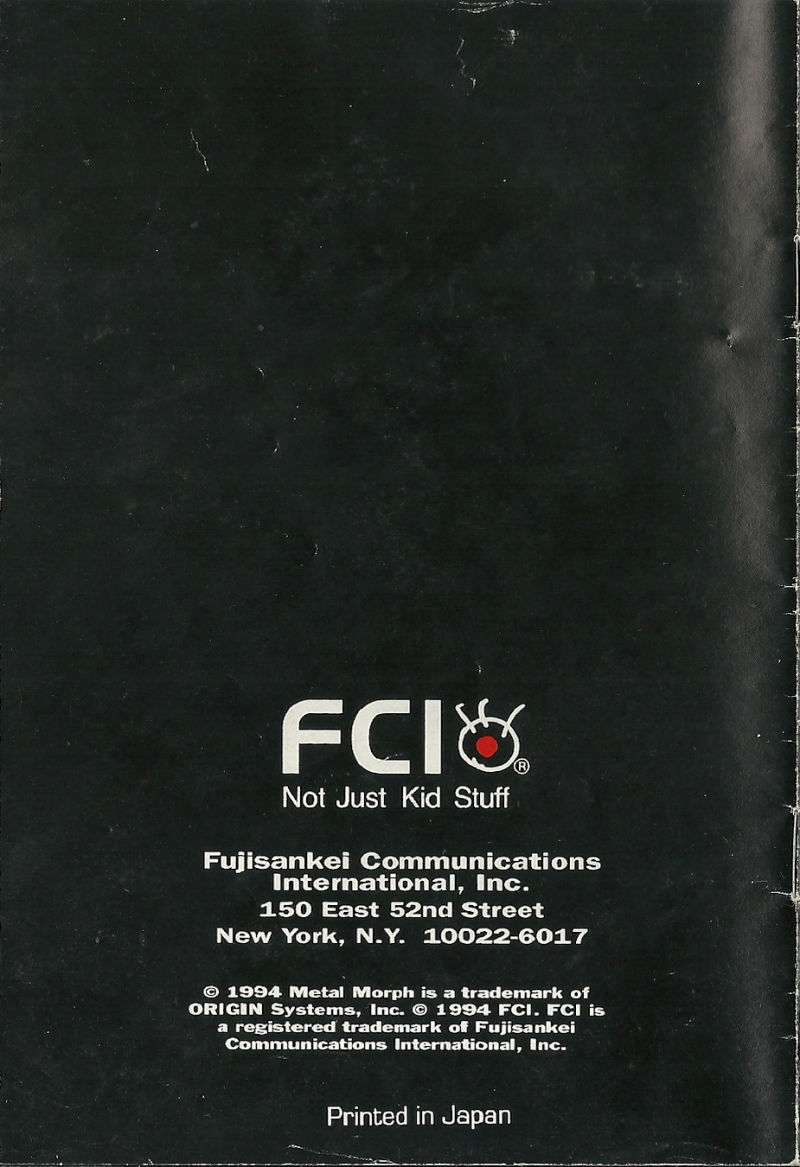 FCI ®
Not Just Kid Stuff
Fujisankei Communications
International, Inc.
150 East 52nd Street
New York, N.Y. 10022-6017
© 1994 Metal Morph is a trademark of
ORIGIN Systems, Inc. © 1994 FCI. FCI is
a registered trademark of Fujisankei
Communications International, Inc.
Printed in Japan